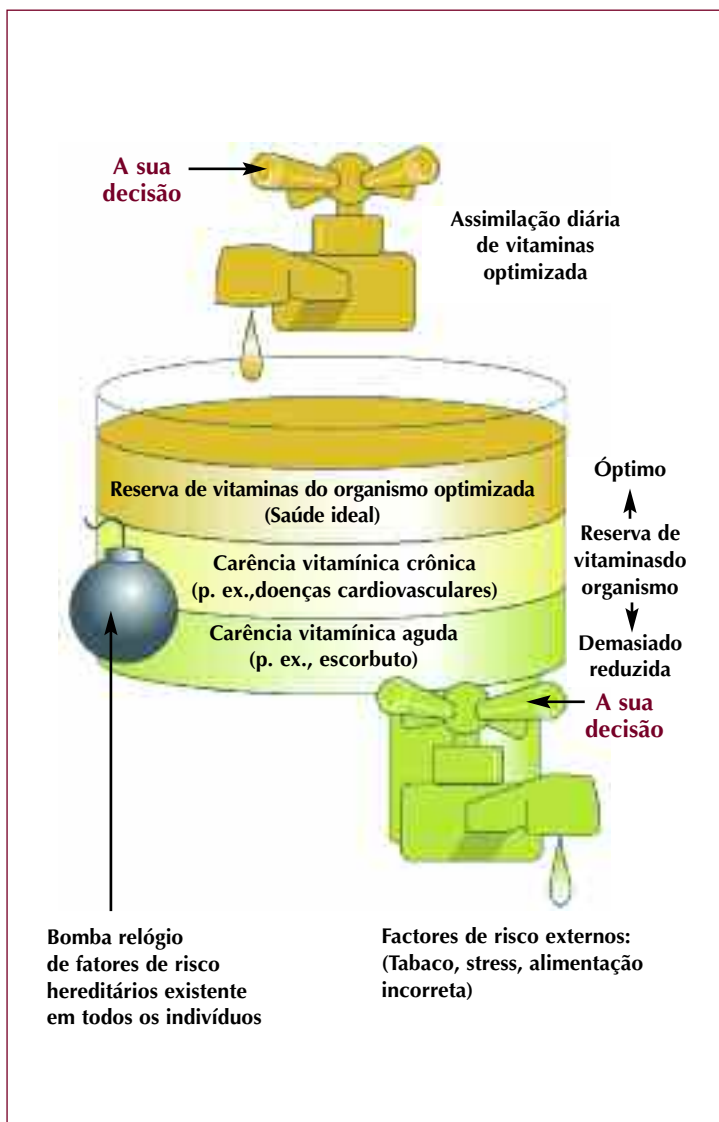 A sua
decisão
Assimilação diária
de vitaminas
optimizada
Reserva de vitaminas do organismo optimizada
(Saúde ideal)
Carência vitamínica crônica
(p. ex.,doenças cardiovasculares)
Carência vitamínica aguda
(p. ex., escorbuto)
Óptimo
Reserva de
vitaminasdo
organismo
Demasiado
reduzida
A sua
decisão
Bomba relógio
de fatores de risco
hereditários existente
em todos os indivíduos
Factores de risco externos:
(Tabaco, stress, alimentação
incorreta)